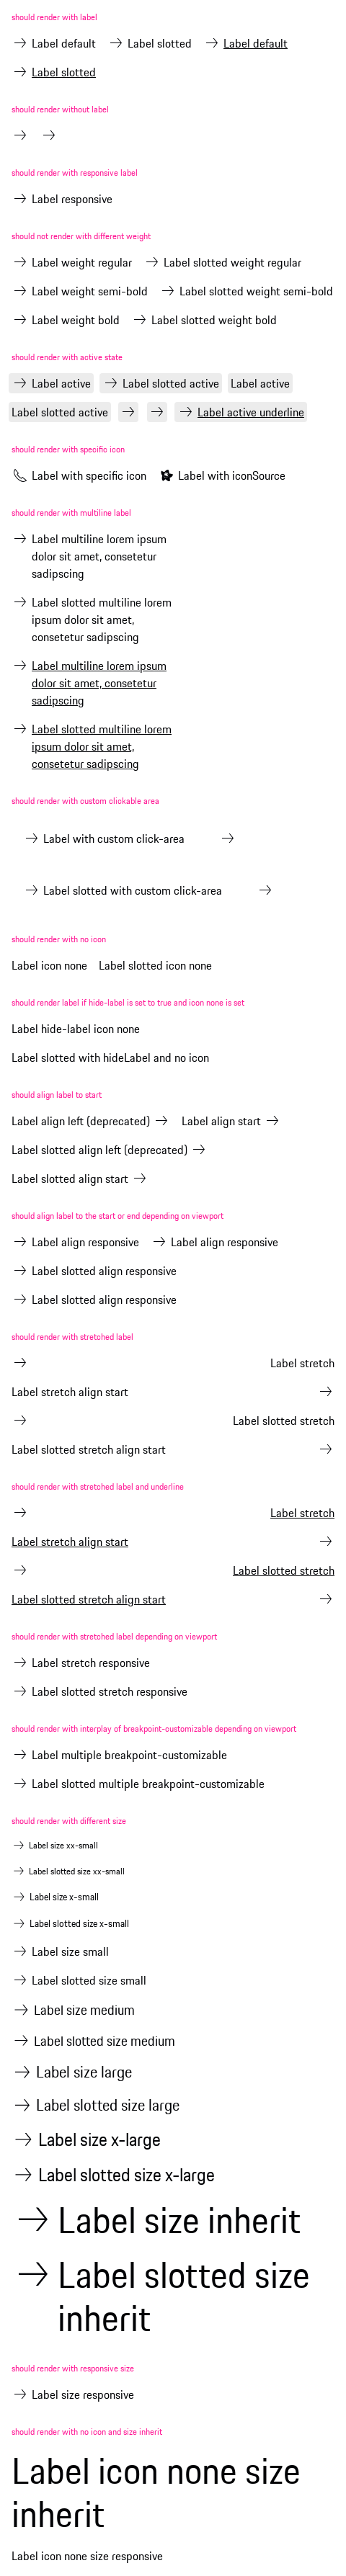 should render with label
Label default Label slotted Label default
Label slotted
should render without label
should render with responsive label
Label responsive
should not render with different weight
Label weight regular Label slotted weight regular
Label weight semi-bold Label slotted weight semi-bold
Label weight bold Label slotted weight bold
should render with active state
Label active Label slotted active Label active
Label slotted active Label active underline
should render with specific icon
Label with specific icon Label with iconSource
should render with multiline label
Label multiline lorem ipsum
dolor sit amet, consetetur
sadipscing
Label slotted multiline lorem
ipsum dolor sit amet,
consetetur sadipscing
Label multiline lorem ipsum
dolor sit amet, consetetur
sadipscing
Label slotted multiline lorem
ipsum dolor sit amet,
consetetur sadipscing
should render with custom clickable area
Label with custom click-area
Label slotted with custom click-area
should render with no icon
Label icon none Label slotted icon none
should render label if hide-label is set to true and icon none is set
Label hide-label icon none
Label slotted with hideLabel and no icon
should align label to start
Label align left (deprecated) Label align start
Label slotted align left (deprecated)
Label slotted align start
should align label to the start or end depending on viewport
Label align responsive Label align responsive
Label slotted align responsive
Label slotted align responsive
should render with stretched label
Label stretch
Label stretch align start
Label slotted stretch
Label slotted stretch align start
should render with stretched label and underline
Label stretch
Label stretch align start
Label slotted stretch
Label slotted stretch align start
should render with stretched label depending on viewport
Label stretch responsive
Label slotted stretch responsive
should render with interplay of breakpoint-customizable depending on viewport
Label multiple breakpoint-customizable
Label slotted multiple breakpoint-customizable
should render with different size
Label size xx-small
Label slotted size xx-small
Label size x-small
Label slotted size x-small
Label size small
Label slotted size small
Label size medium
Label slotted size medium
Label size large
Label slotted size large
Label size x-large
Label slotted size x-large
Label size inherit
Label slotted size
inherit
should render with responsive size
Label size responsive
should render with no icon and size inherit
Label icon none size
inherit
Label icon none size responsive